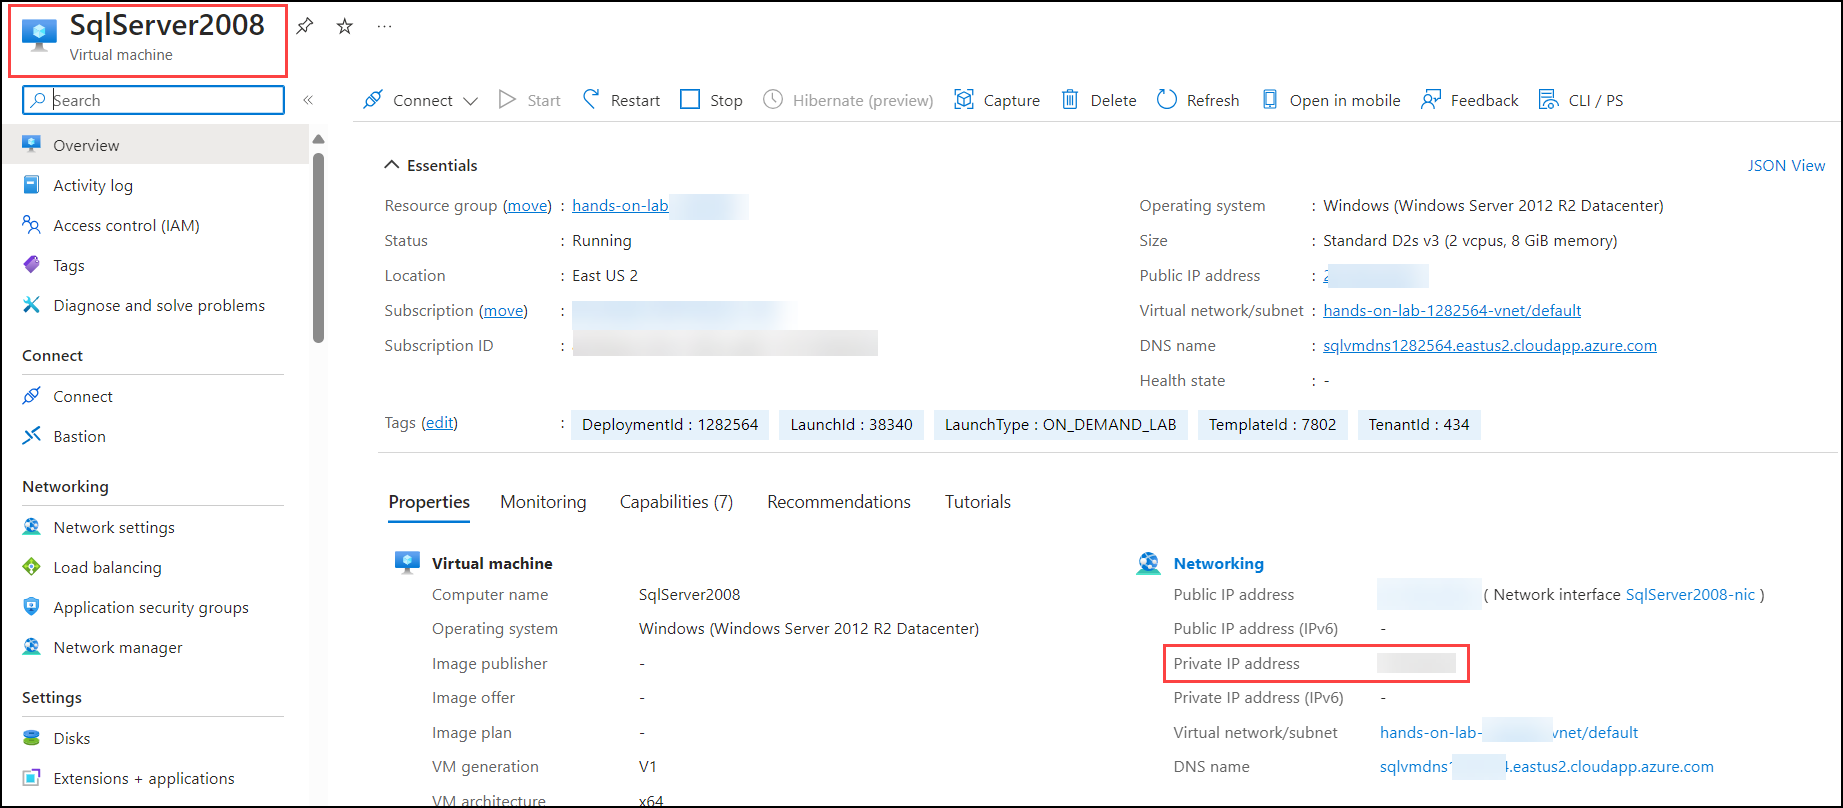 SqlServer2008
Virtual machine
Search
«
Connect Start Restart Stop Hibernate (preview) Capture Delete Refresh Open in mobile Feedback CLI / PS
Overview
Activity log
Access control (IAM)
Tags
Diagnose and solve problems
Connect
Connect
Bastion
Networking
Network settings
Load balancing
Application security groups
Network manager
Settings
Disks
Extensions + applications
Essentials
JSON View
Resource group (move) : hands-on-lab
Status : Running
Location : East US 2
Subscription (move) :
Subscription ID :
Operating system : Windows (Windows Server 2012 R2 Datacenter)
Size : Standard D2s v3 (2 vcpus, 8 GiB memory)
Public IP address : 2
Virtual network/subnet : hands-on-lab-1282564-vnet/default
DNS name : sqlvmdns1282564.eastus2.cloudapp.azure.com
Health state : -
Tags (edit) : DeploymentId : 1282564 LaunchId : 38340 LaunchType : ON_DEMAND_LAB TemplateId : 7802 TenantId : 434
Properties Monitoring Capabilities (7) Recommendations Tutorials
Virtual machine
Computer name SqlServer2008
Operating system Windows (Windows Server 2012 R2 Datacenter)
Image publisher -
Image offer -
Image plan -
VM generation V1
VM architecture x64
Networking
Public IP address ( Network interface SqlServer2008-nic )
Public IP address (IPv6) -
Private IP address
Private IP address (IPv6) -
Virtual network/subnet hands-on-lab- vnet/default
DNS name sqlvmdns1 4.eastus2.cloudapp.azure.com